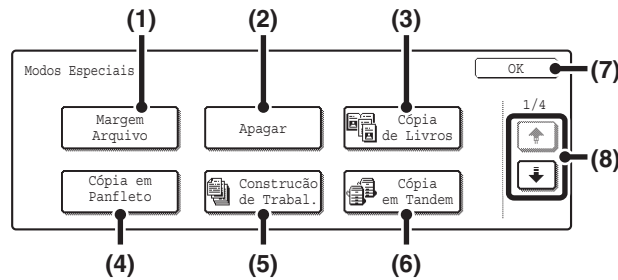 (1) (2) (3)
Modos Especiais OK (7)
1/4
Margem
Arquivo
Apagar
Cópia
de Livros
(8)
Cópia em
Panfleto
Construcão
de Trabal.
Cópia
em Tandem
(4) (5) (6)